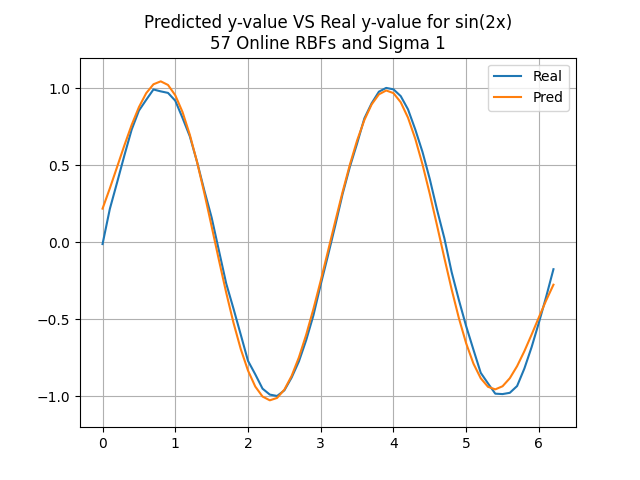 Predicted y-value VS Real y-value for sin(2x)
57 Online RBFs and Sigma 1
Real
Pred
1.0
0.5
0.0
−0.5
−1.0
0 1 2 3 4 5 6